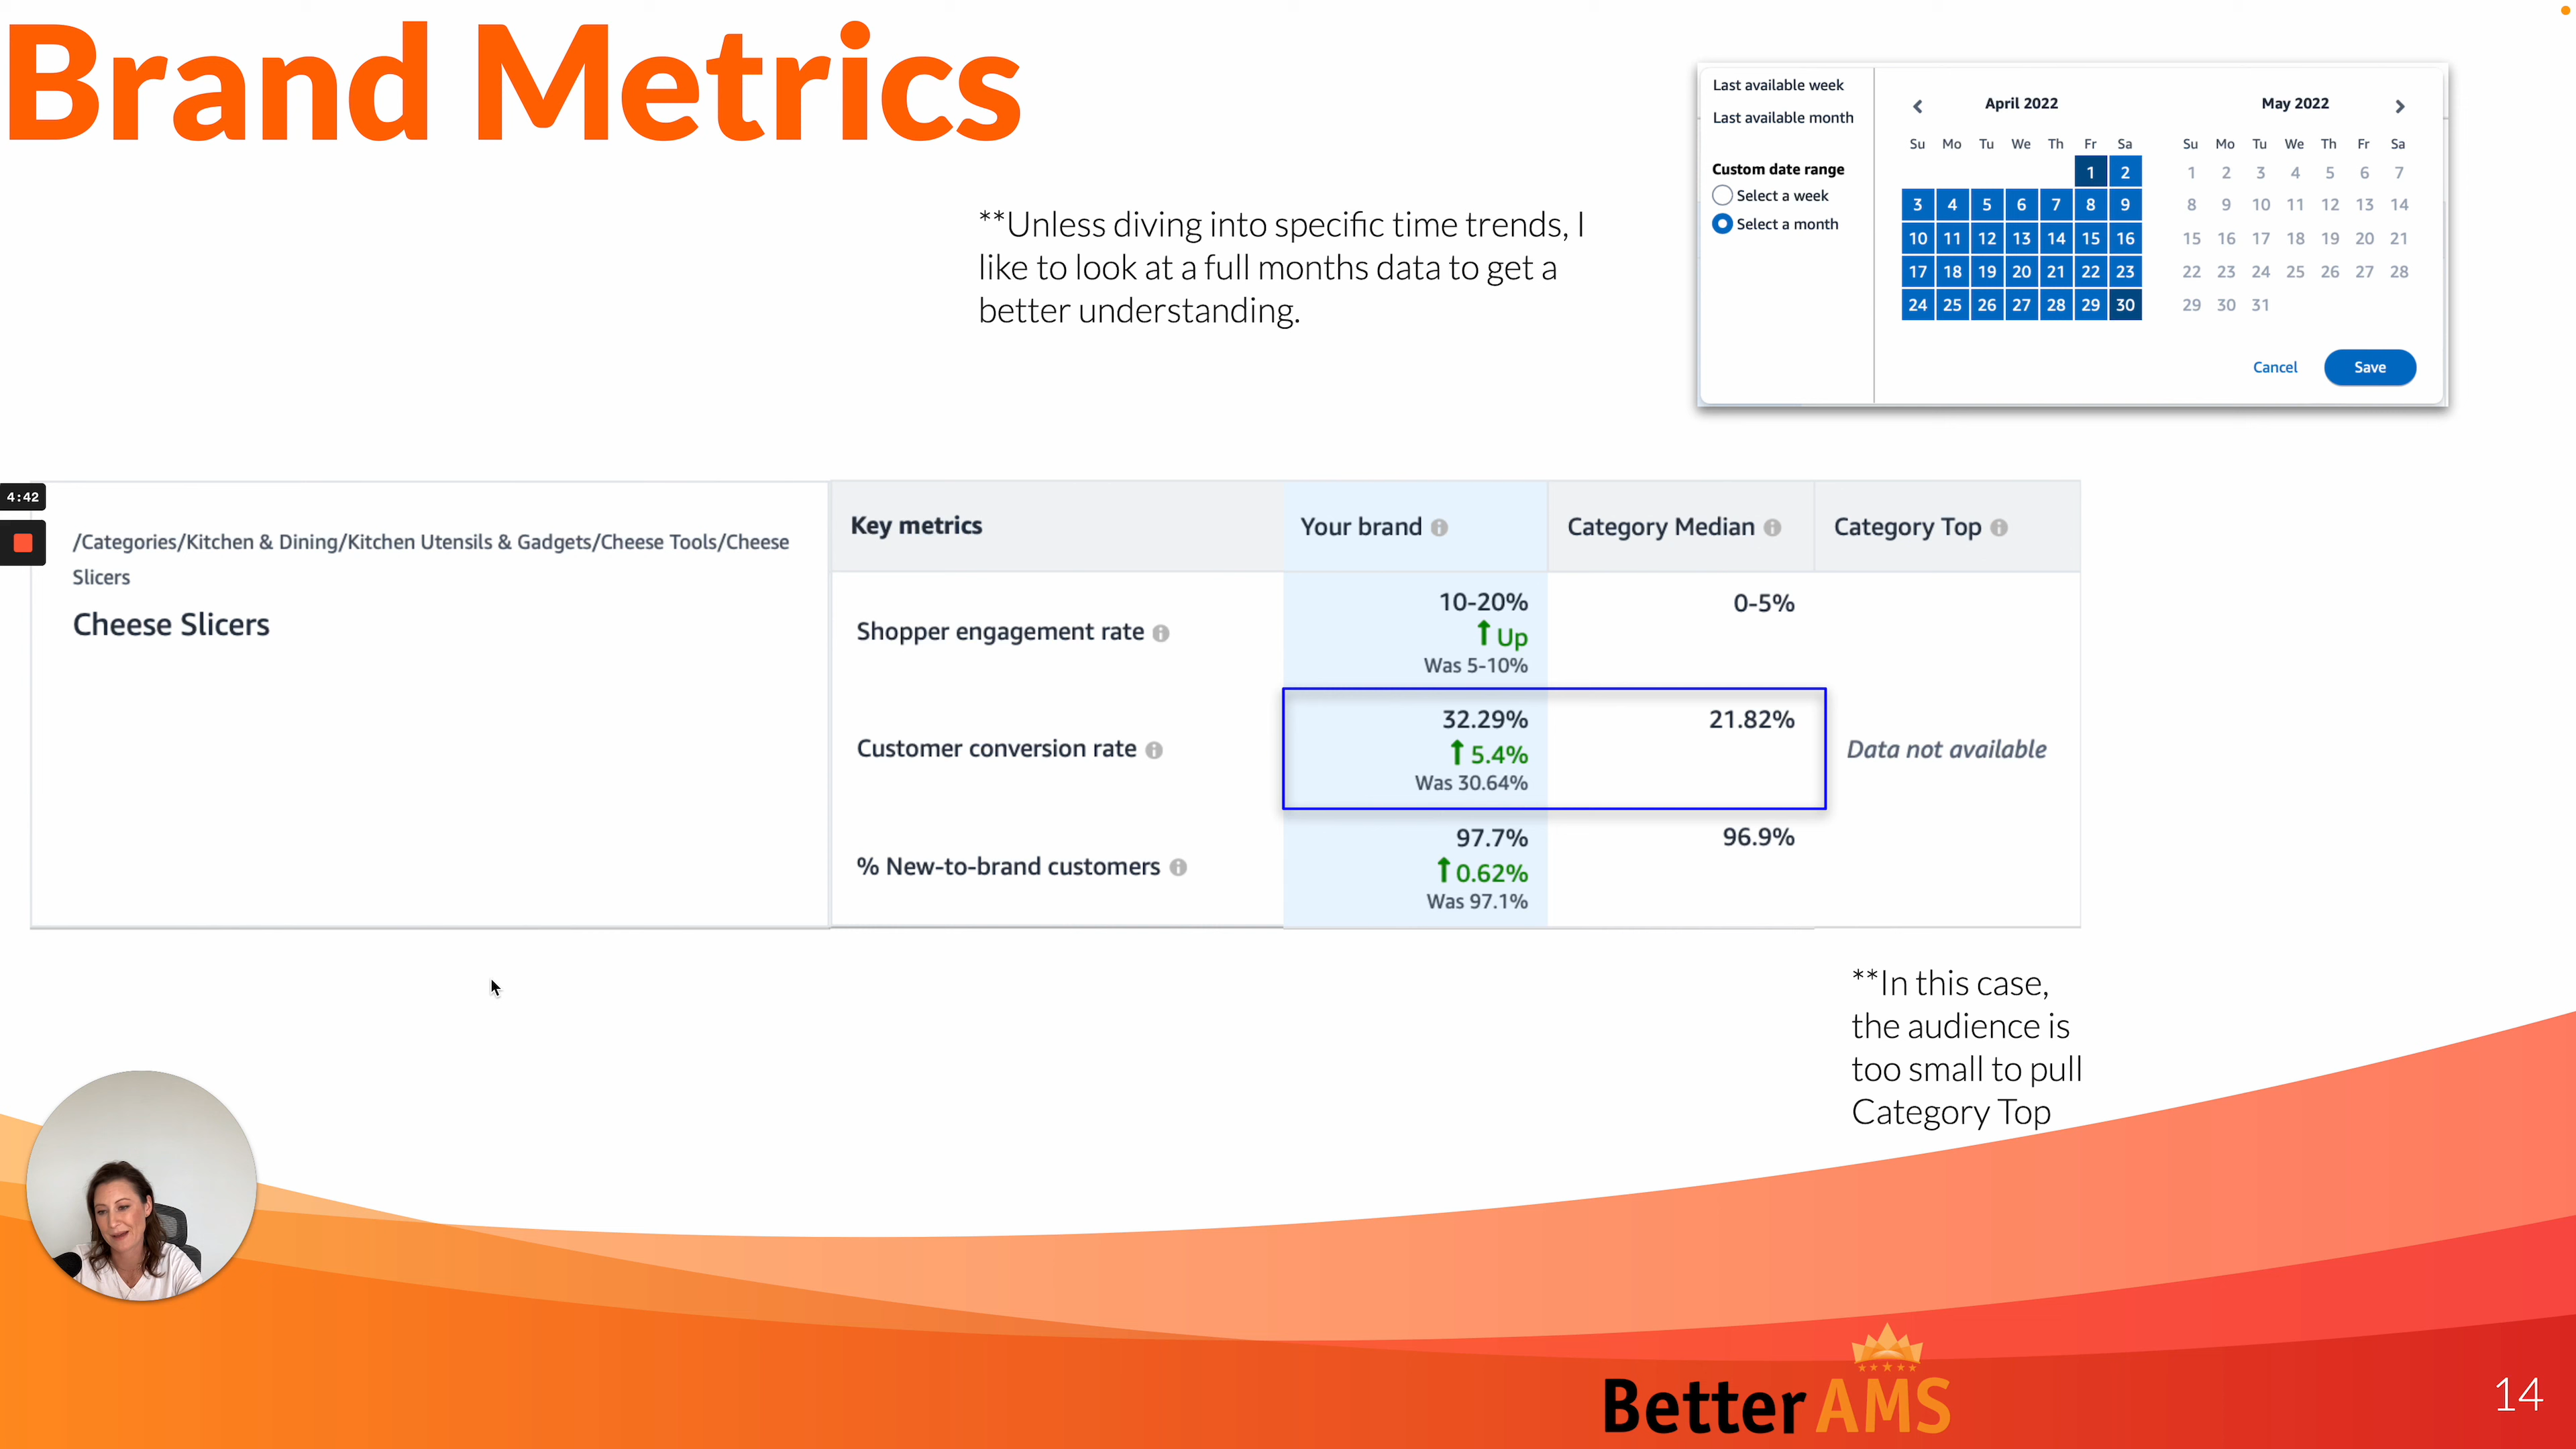 Brand Metrics
**Unless diving into specific time trends, I
like to look at a full months data to get a
better understanding.
Last available week
Last available month
Custom date range
Select a week
Select a month
April 2022
Su Mo Tu We Th Fr Sa
1 2
3 4 5 6 7 8 9
10 11 12 13 14 15 16
17 18 19 20 21 22 23
24 25 26 27 28 29 30
May 2022
Su Mo Tu We Th Fr Sa
1 2 3 4 5 6 7
8 9 10 11 12 13 14
15 16 17 18 19 20 21
22 23 24 25 26 27 28
29 30 31
Cancel Save
4:42
/Categories/Kitchen & Dining/Kitchen Utensils & Gadgets/Cheese Tools/Cheese
Slicers
Cheese Slicers
Key metrics Your brand Category Median Category Top
Shopper engagement rate
10-20% 0-5%
↑ Up
Was 5-10%
Customer conversion rate
32.29% 21.82%
↑ 5.4%
Was 30.64%
Data not available
% New-to-brand customers
97.7% 96.9%
↑ 0.62%
Was 97.1%
**In this case,
the audience is
too small to pull
Category Top
Better AMS
14